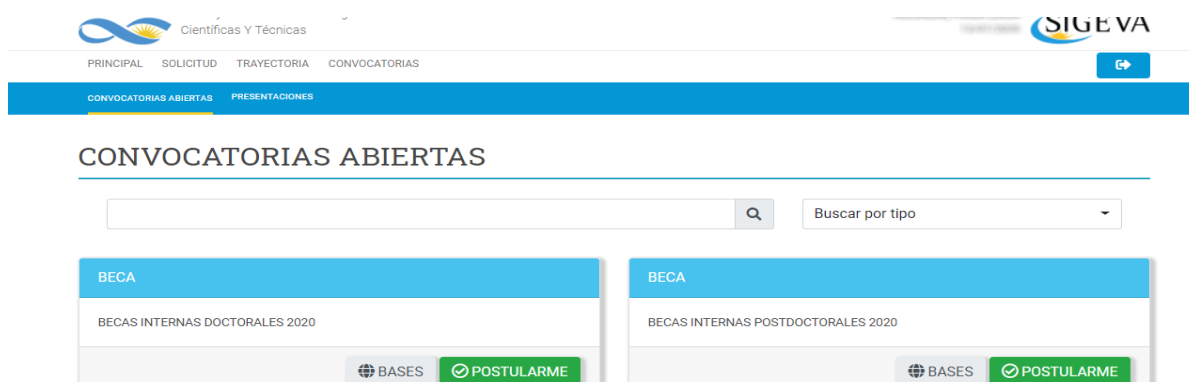 Científicas Y Técnicas
SIGEVA
PRINCIPAL SOLICITUD TRAYECTORIA CONVOCATORIAS
CONVOCATORIAS ABIERTAS PRESENTACIONES
CONVOCATORIAS ABIERTAS
Buscar por tipo
BECA
BECAS INTERNAS DOCTORALES 2020
BASES POSTULARME
BECA
BECAS INTERNAS POSTDOCTORALES 2020
BASES POSTULARME